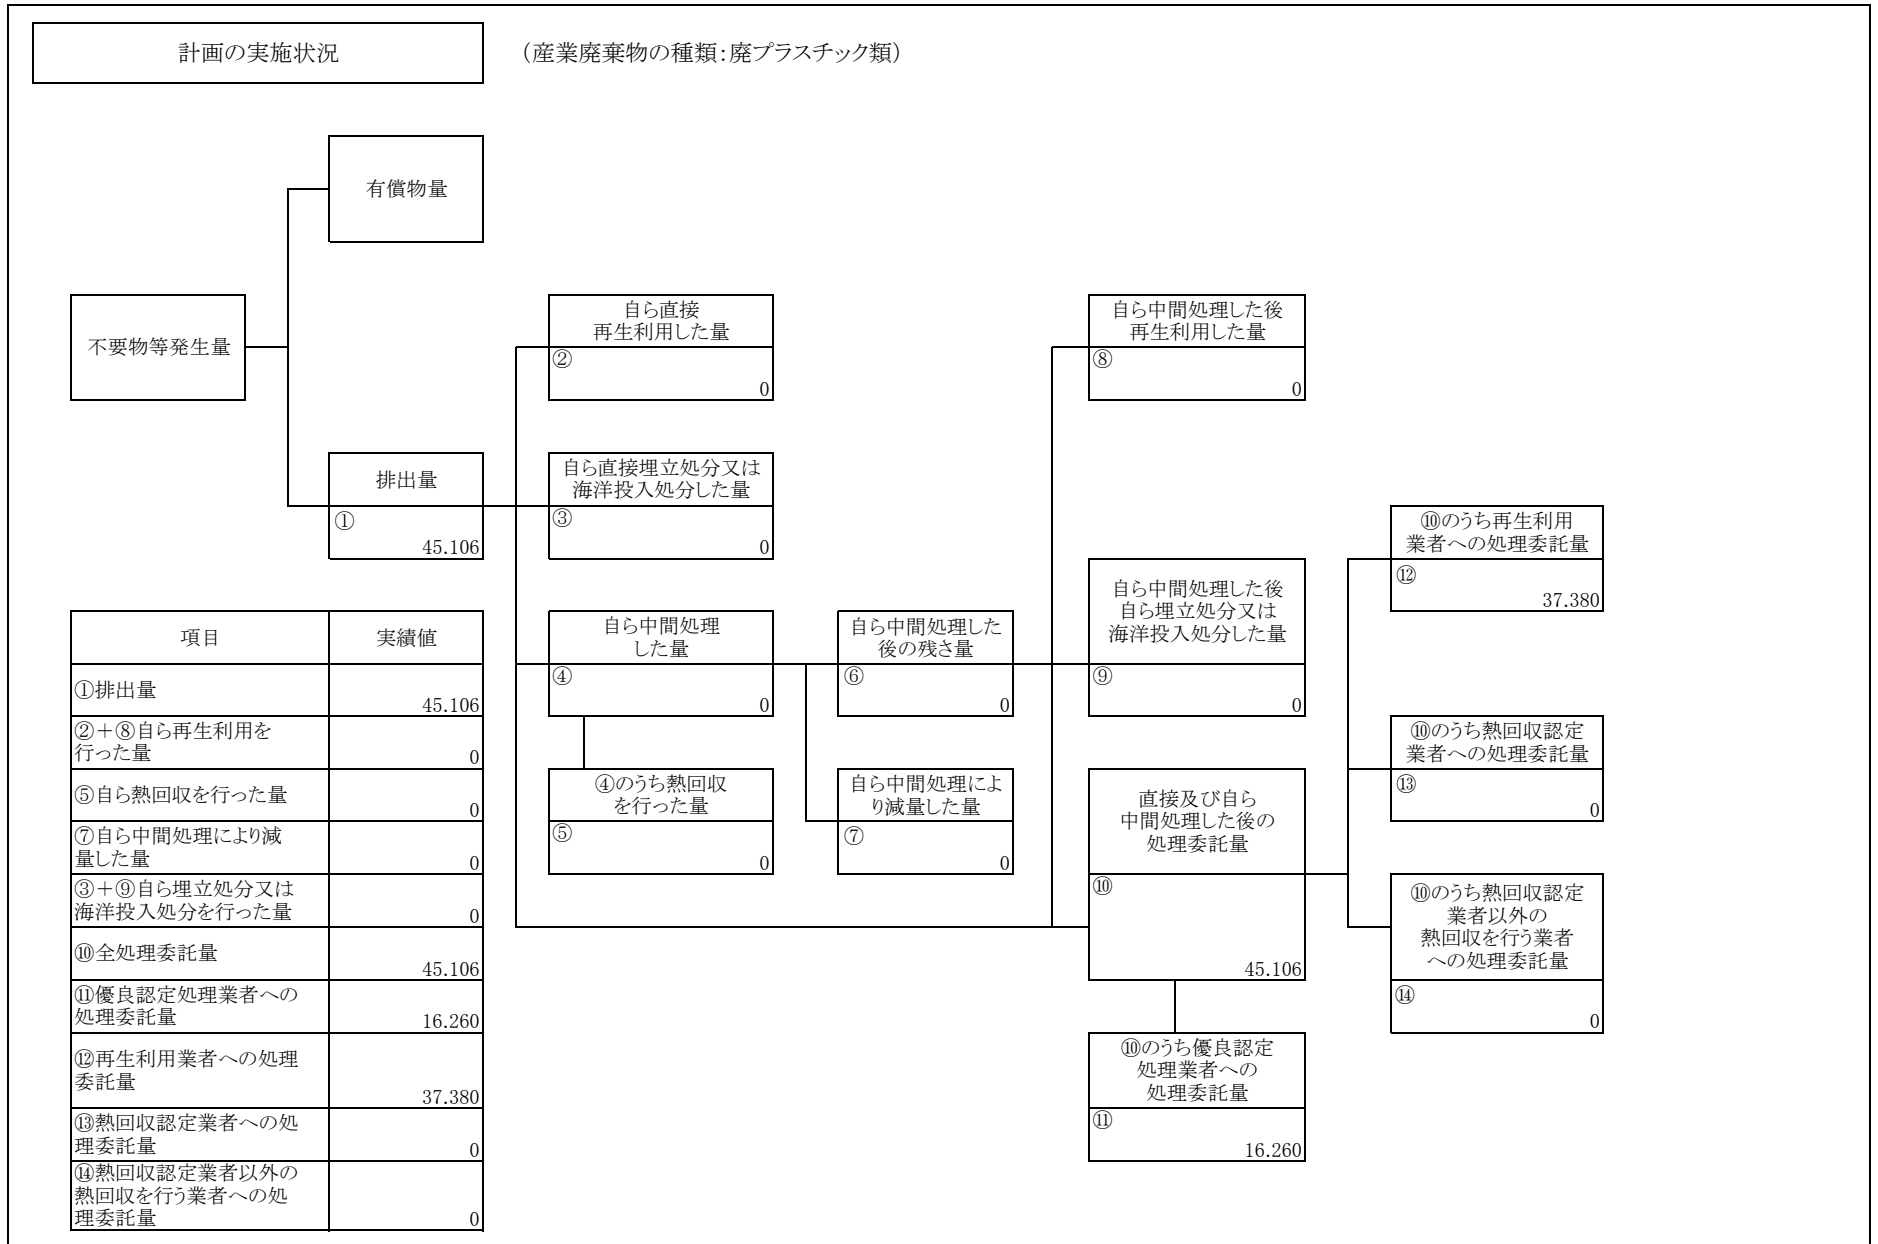 計画の実施状況
（産業廃棄物の種類：廃プラスチック類）
有償物量
不要物等発生量
自ら直接
再生利用した量
②
0
自ら中間処理した後
再生利用した量
⑧
0
排出量
①
45.106
自ら直接埋立処分又は
海洋投入処分した量
③
0
⑩のうち再生利用
業者への処理委託量
⑫
37.380
自ら中間処理
した量
④
0
自ら中間処理した
後の残さ量
⑥
0
自ら中間処理した後
自ら埋立処分又は
海洋投入処分した量
⑨
0
⑩のうち熱回収認定
業者への処理委託量
⑬
0
④のうち熱回収
を行った量
⑤
0
自ら中間処理によ
り減量した量
⑦
0
直接及び自ら
中間処理した後の
処理委託量
⑩
45.106
⑩のうち熱回収認定
業者以外の
熱回収を行う業者
への処理委託量
⑭
0
⑩のうち優良認定
処理業者への
処理委託量
⑪
16.260
項目
実績値
①排出量
45.106
②＋⑧自ら再生利用を
行った量
0
⑤自ら熱回収を行った量
0
⑦自ら中間処理により減
量した量
0
③＋⑨自ら埋立処分又は
海洋投入処分を行った量
0
⑩全処理委託量
45.106
⑪優良認定処理業者への
処理委託量
16.260
⑫再生利用業者への処理
委託量
37.380
⑬熱回収認定業者への処
理委託量
0
⑭熱回収認定業者以外の
熱回収を行う業者への処
理委託量
0